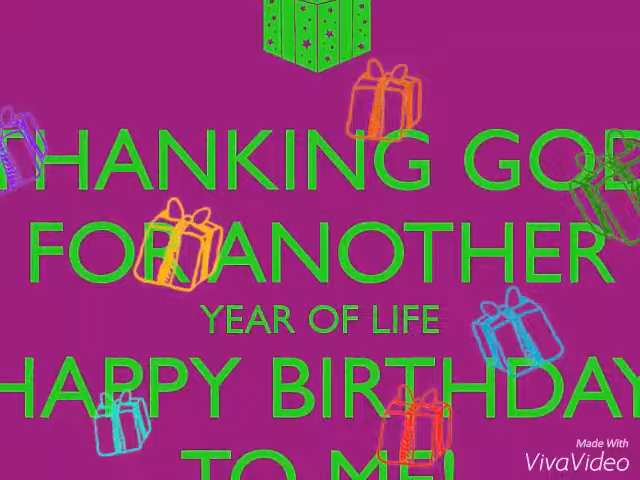 THANKING GOD
FOR ANOTHER
YEAR OF LIFE
HAPPY BIRTHDAY
TO ME!
Made With
VivaVideo